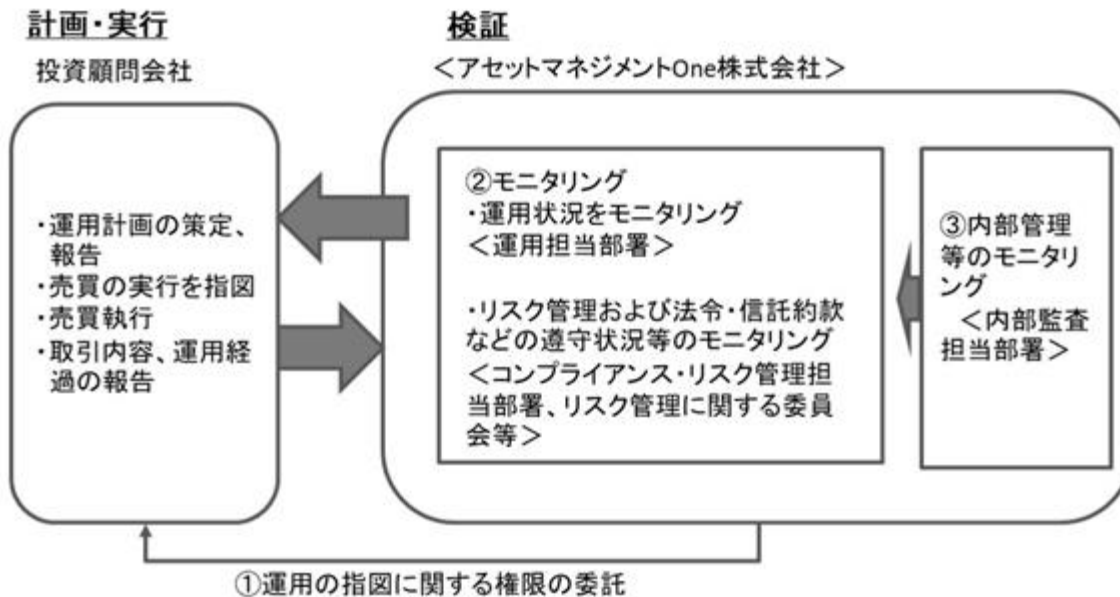 計画・実行
投資顧問会社
・運用計画の策定、
報告
・売買の実行を指図
・売買執行
・取引内容、運用経
過の報告
検証
＜アセットマネジメントOne株式会社＞
②モニタリング
・運用状況をモニタリング
＜運用担当部署＞
・リスク管理および法令・信託約款
などの遵守状況等のモニタリング
＜コンプライアンス・リスク管理担
当部署、リスク管理に関する委員
会等＞
③内部管理
等のモニタリ
ング
＜内部監査
担当部署＞
①運用の指図に関する権限の委託